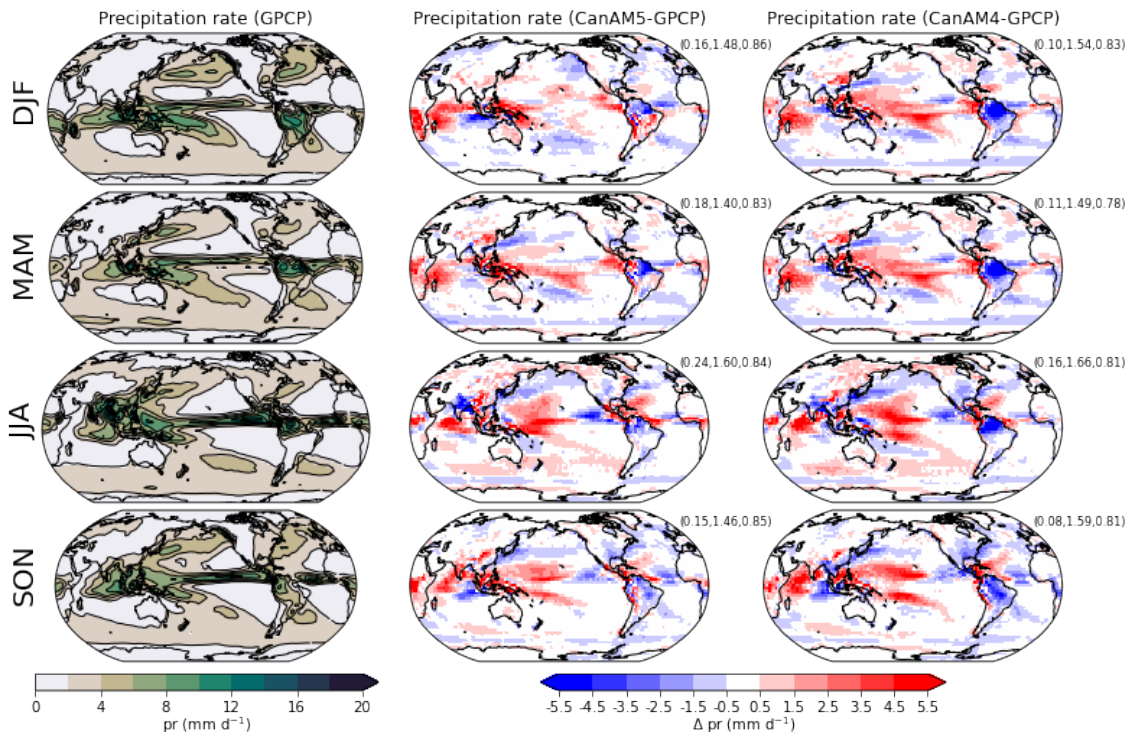 Precipitation rate (GPCP) Precipitation rate (CanAM5-GPCP) Precipitation rate (CanAM4-GPCP)
DJF (0.16,1.48,0.86) (0.10,1.54,0.83)
MAM (0.18,1.40,0.83) (0.11,1.49,0.78)
JJA (0.24,1.60,0.84) (0.16,1.66,0.81)
SON (0.15,1.46,0.85) (0.08,1.59,0.81)
0 4 8 12 16 20 -5.5 -4.5 -3.5 -2.5 -1.5 -0.5 0.5 1.5 2.5 3.5 4.5 5.5
pr (mm d⁻¹) Δ pr (mm d⁻¹)